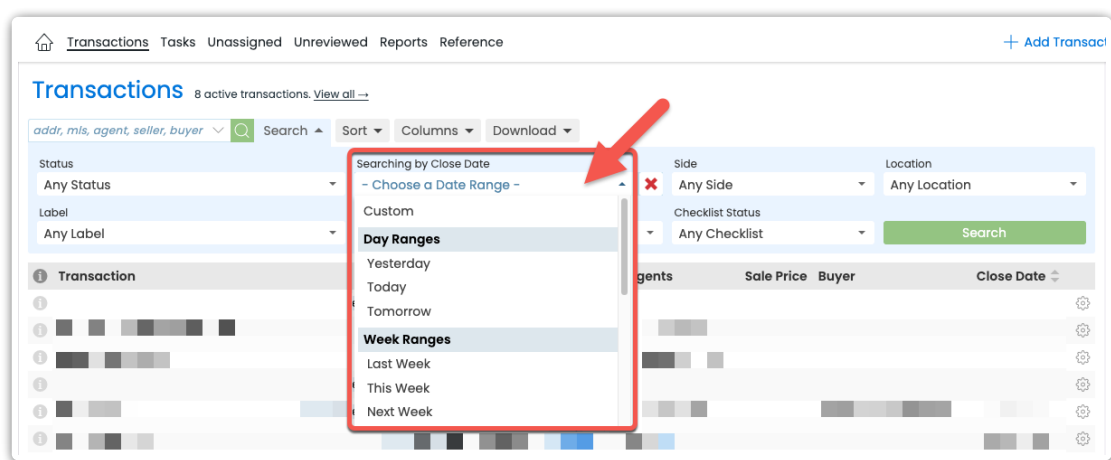 Transactions Tasks Unassigned Unreviewed Reports Reference
+ Add Transact
Transactions 8 active transactions. View all →
addr, mls, agent, seller, buyer
Search Sort Columns Download
Status Searching by Close Date Side Location
Any Status - Choose a Date Range - Any Side Any Location
Custom
Label Checklist Status
Any Label Any Checklist Search
Day Ranges
Yesterday
Transaction gents Sale Price Buyer Close Date
Today
Tomorrow
Week Ranges
Last Week
This Week
Next Week